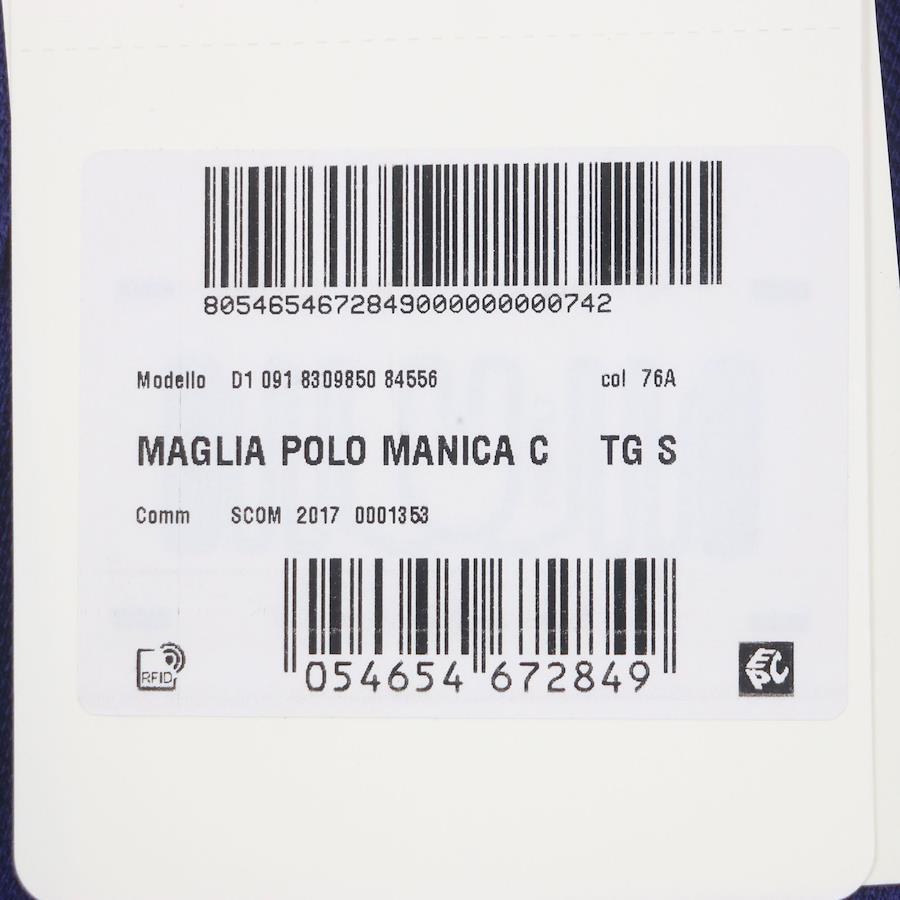 8054654672849000000000742
Modello D1 091 8309850 84556 col 76A
MAGLIA POLO MANICA C TG S
Comm SCOM 2017 0001353
054654 672849
RFID
EPC